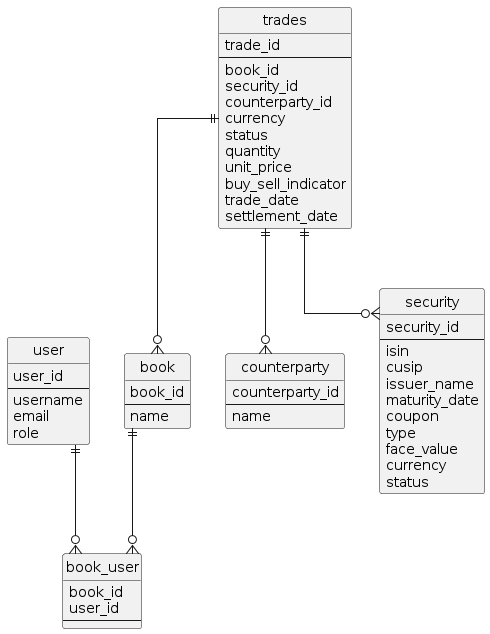 trades
trade_id
book_id
security_id
counterparty_id
currency
status
quantity
unit_price
buy_sell_indicator
trade_date
settlement_date
security
security_id
isin
cusip
issuer_name
maturity_date
coupon
type
face_value
currency
status
user
user_id
username
email
role
book
book_id
name
counterparty
counterparty_id
name
book_user
book_id
user_id